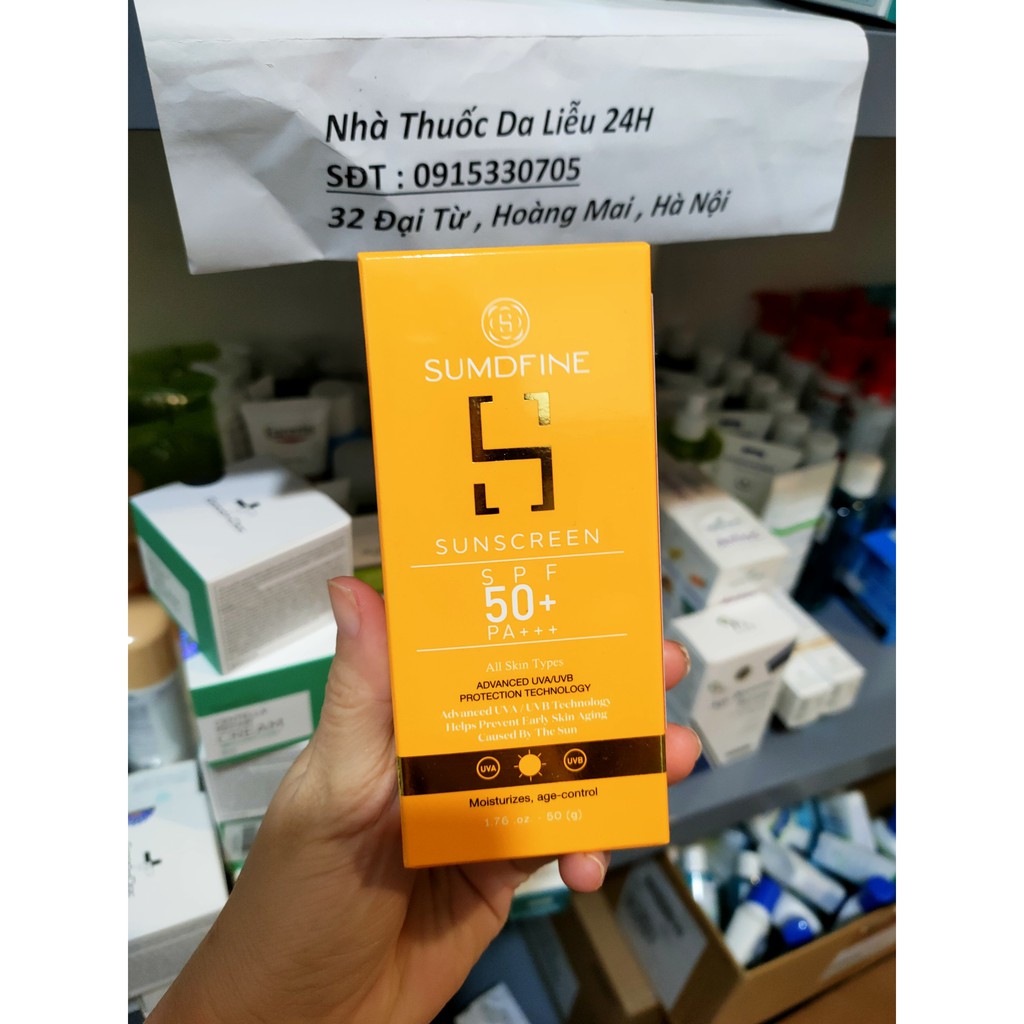 Nhà Thuốc Da Liễu 24H
SĐT : 0915330705
32 Đại Từ , Hoàng Mai , Hà Nội
SUMDFINE
SUNSCREEN
SPF
50+
PA+++
All Skin Types
ADVANCED UVA/UVB
PROTECTION TECHNOLOGY
Advanced UVA / UVB Technology
Helps Prevent Early Skin Aging
Caused By The Sun
UVA
UVB
Moisturizes, age-control
1.76 .oz. - 50 (g)
CREAM